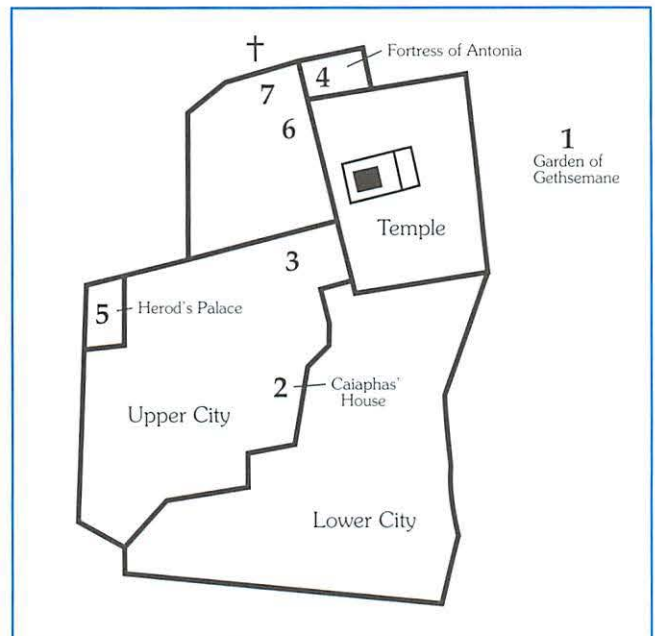 †
Fortress of Antonia
4
7
6
1
Garden of
Gethsemane
Temple
3
5
Herod's Palace
2
Caiaphas'
House
Upper City
Lower City